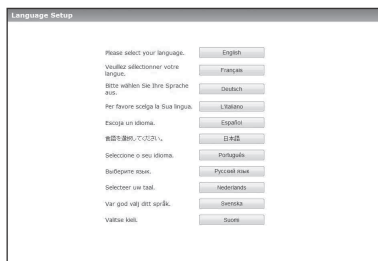 Language Setup
Please select your language.
English
Veuillez sélectionner votre
langue.
Français
Bitte wählen Sie Ihre Sprache
aus.
Deutsch
Per favore scelga la Sua lingua.
L'italiano
Escoja un idioma.
Español
言語を選択してください。
日本語
Seleccione o seu idioma.
Português
Выберите язык.
Русский язык
Selecteer uw taal.
Nederlands
Var god välj ditt språk.
Svenska
Valitse kieli.
Suomi